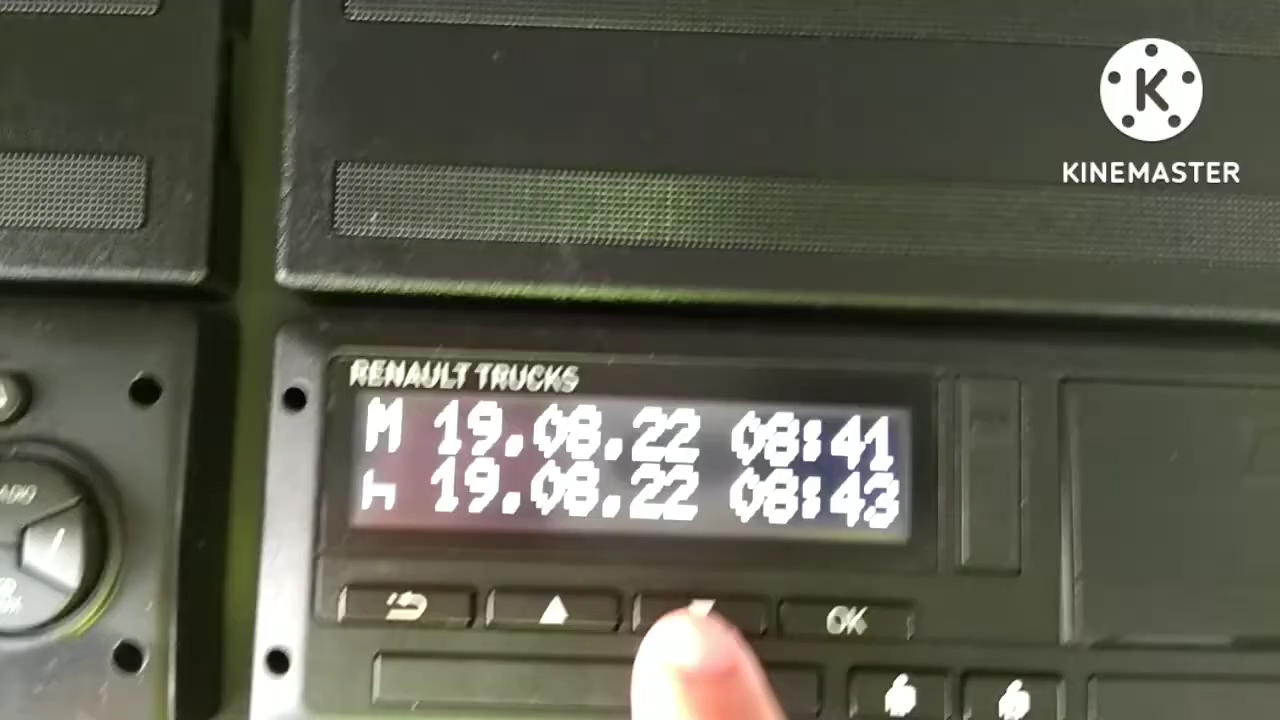 K
KINEMASTER
RENAULT TRUCKS
M 19.08.22 08:41
19.08.22 08:43
OK